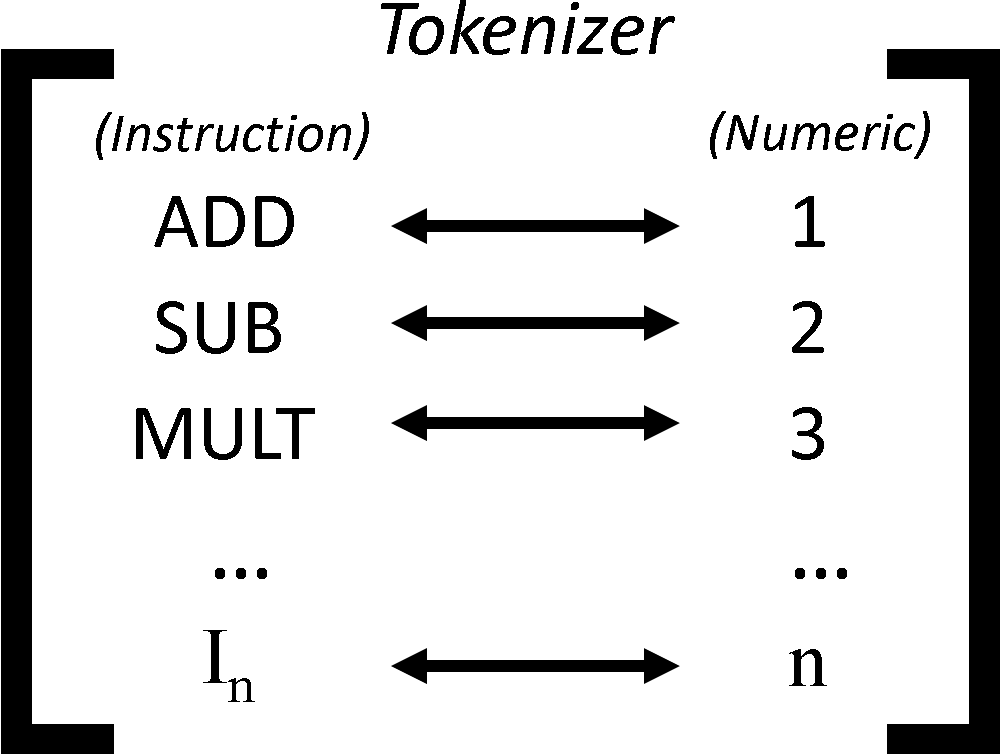 Tokenizer
(Instruction) (Numeric)
ADD 1
SUB 2
MULT 3
... ...
In n